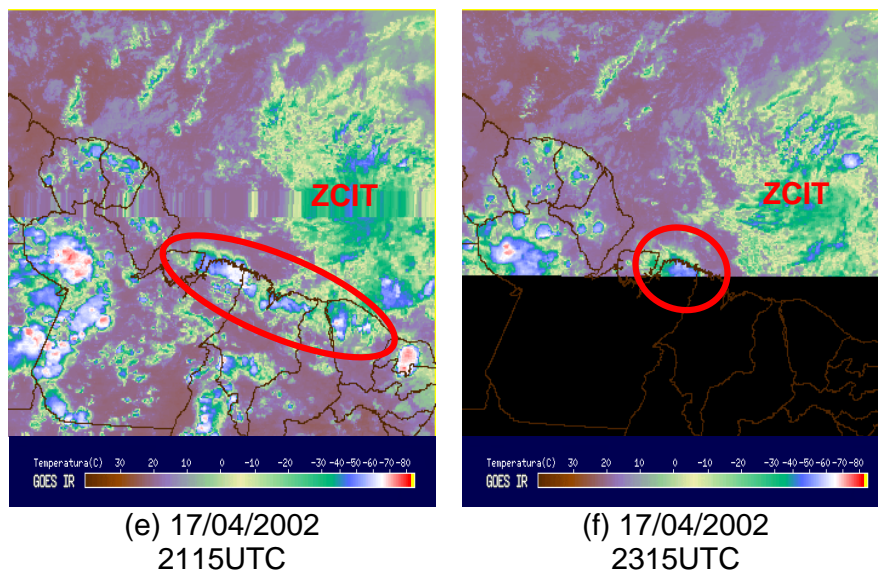 ZCIT
ZCIT
Temperatura(C) 30 20 10 0 -10 -20 -30 -40 -50 -60 -70 -80
GOES IR
Temperatura(C) 30 20 10 0 -10 -20 -30 -40 -50 -60 -70 -80
GOES IR
(e) 17/04/2002
2115UTC
(f) 17/04/2002
2315UTC